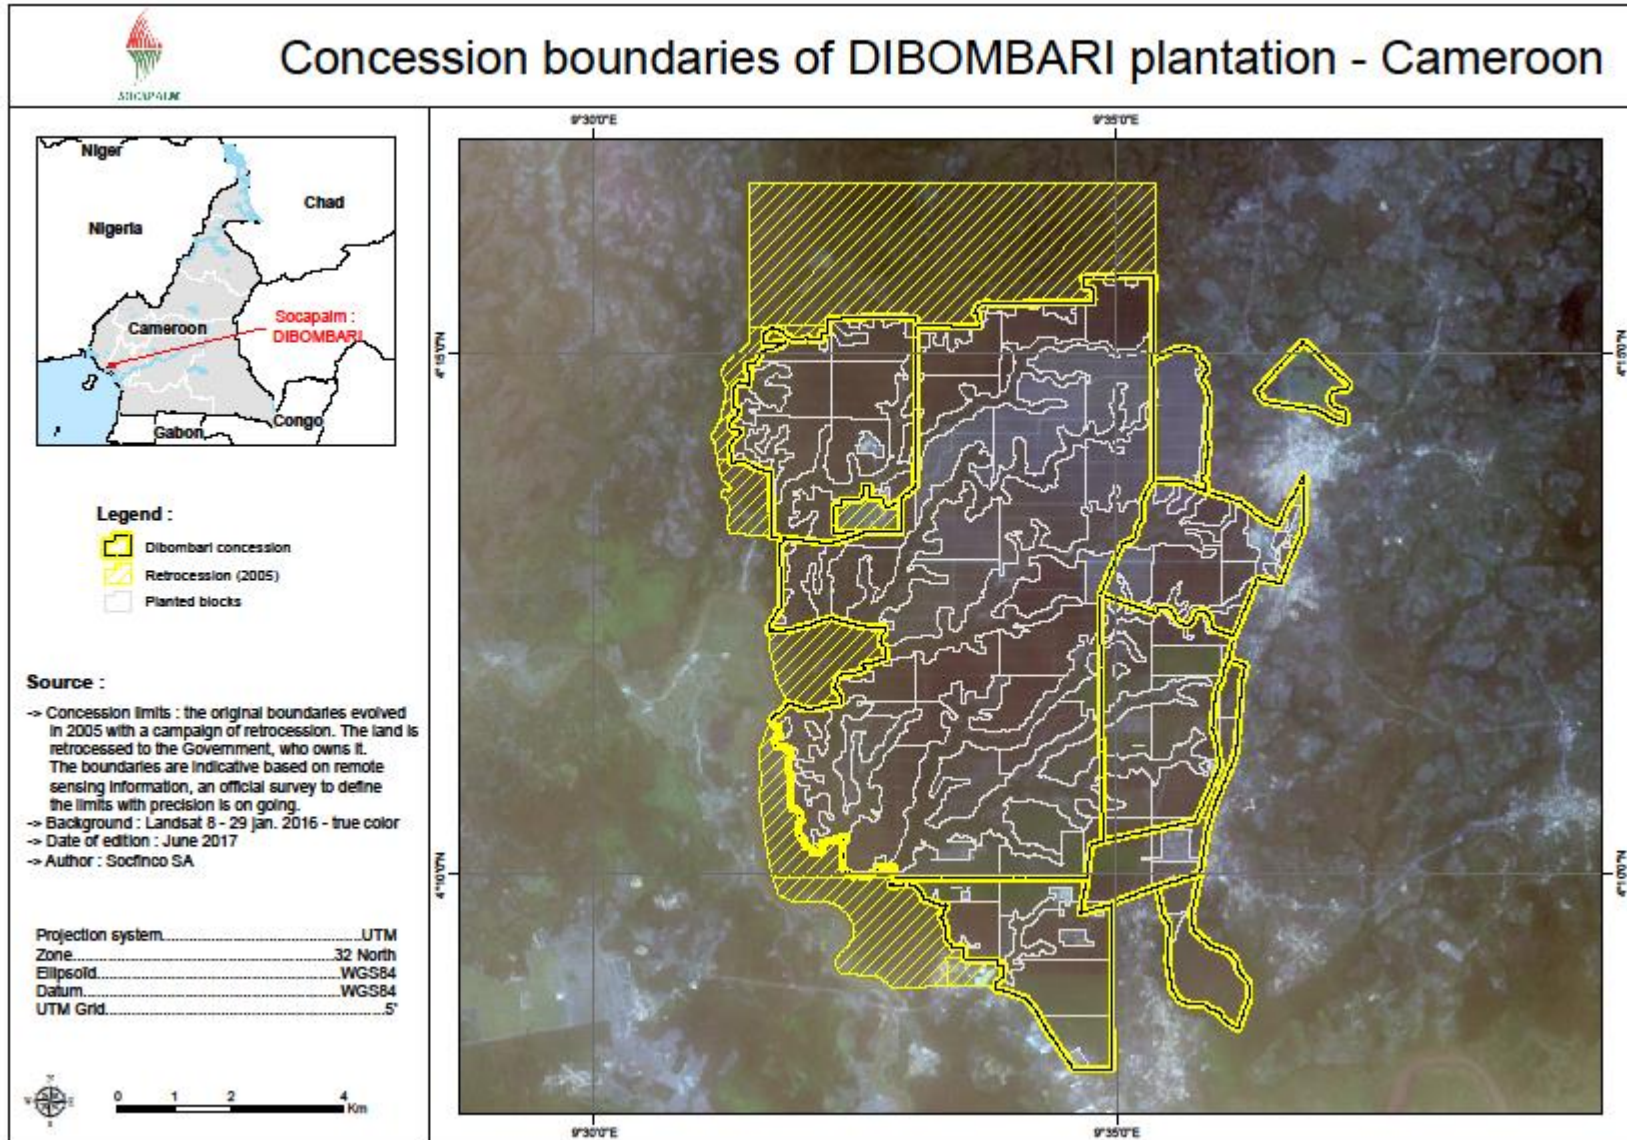 SOCAPALM
Concession boundaries of DIBOMBARI plantation - Cameroon
Niger
Chad
Nigeria
Cameroon
Socapalm :
DIBOMBARI
Congo
Gabon
Legend :
Dibombari concession
Retrocession (2005)
Planted blocks
Source :
-> Concession limits : the original boundaries evolved
in 2005 with a campaign of retrocession. The land is
retrocessed to the Government, who owns it.
The boundaries are indicative based on remote
sensing information, an official survey to define
the limits with precision is on going.
-> Background : Landsat 8 - 29 jan. 2016 - true color
-> Date of edition : June 2017
-> Author : Socfinco SA
Projection system.....................................UTM
Zone.....................................................32 North
Ellipsoïd................................................WGS84
Datum...................................................WGS84
UTM Grid......................................................5'
N
W
E
S
0 1 2 4
Km
9°30'0"E 9°35'0"E
4°15'0"N
4°15'0"N
4°10'0"N
4°10'0"N
9°30'0"E 9°35'0"E